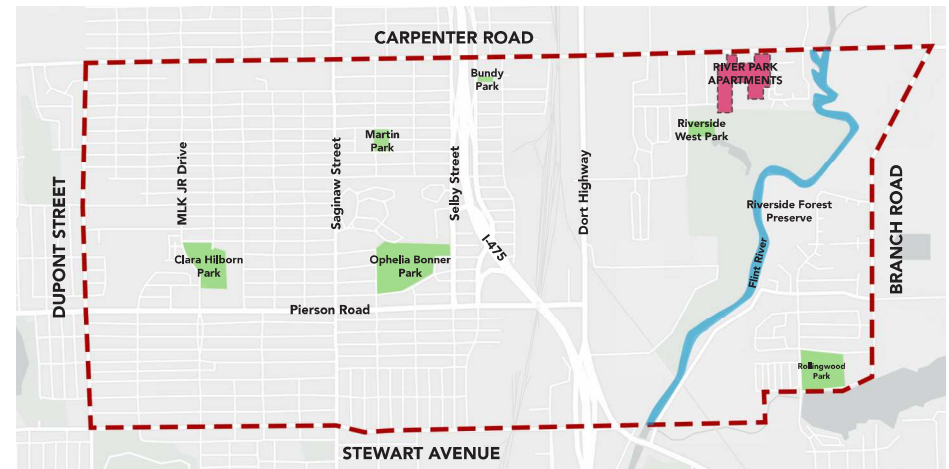 CARPENTER ROAD
Bundy
Park
RIVER PARK
APARTMENTS
Martin
Park
Riverside
West Park
MLK JR Drive
Saginaw Street
Selby Street
Dort Highway
DUPONT STREET
BRANCH ROAD
Riverside Forest
Preserve
I-475
Flint River
Clara Hilborn
Park
Ophelia Bonner
Park
Pierson Road
Rollingwood
Park
STEWART AVENUE